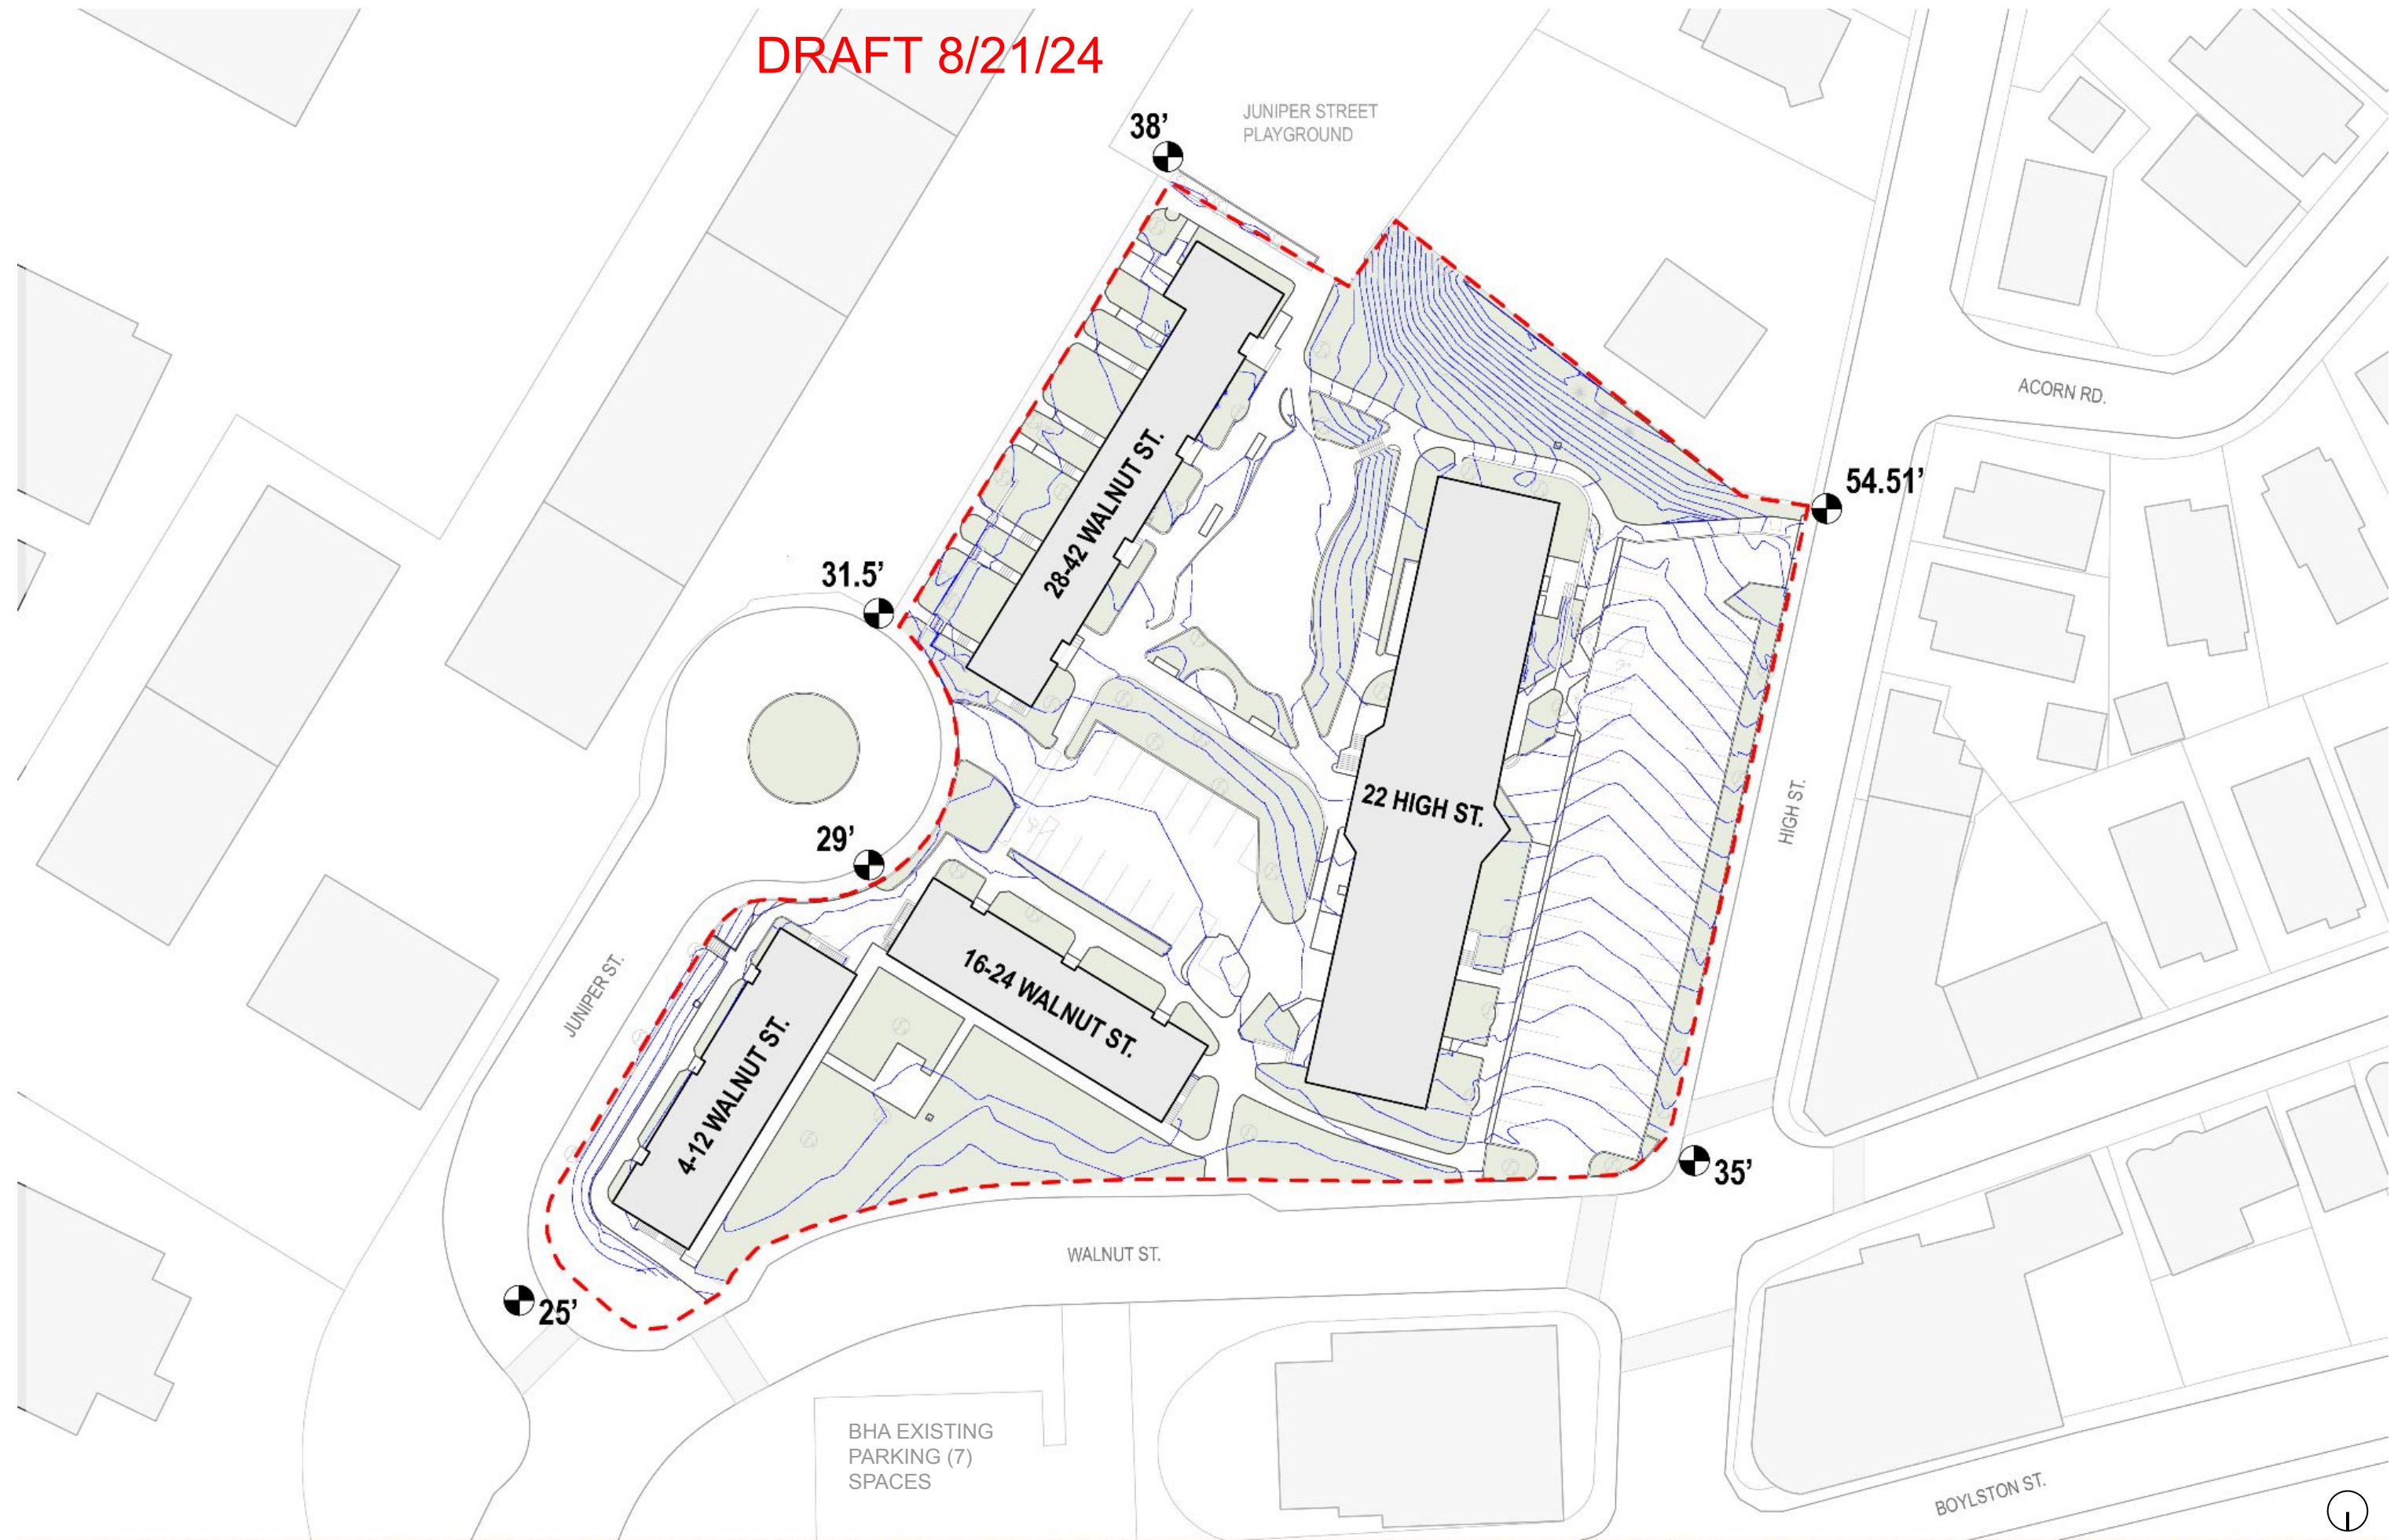 DRAFT 8/21/24
JUNIPER STREET
PLAYGROUND
38’
ACORN RD.
54.51’
28-42 WALNUT ST.
31.5’
22 HIGH ST.
HIGH ST.
29’
16-24 WALNUT ST.
JUNIPER ST.
4-12 WALNUT ST.
35’
WALNUT ST.
25’
BHA EXISTING
PARKING (7)
SPACES
BOYLSTON ST.